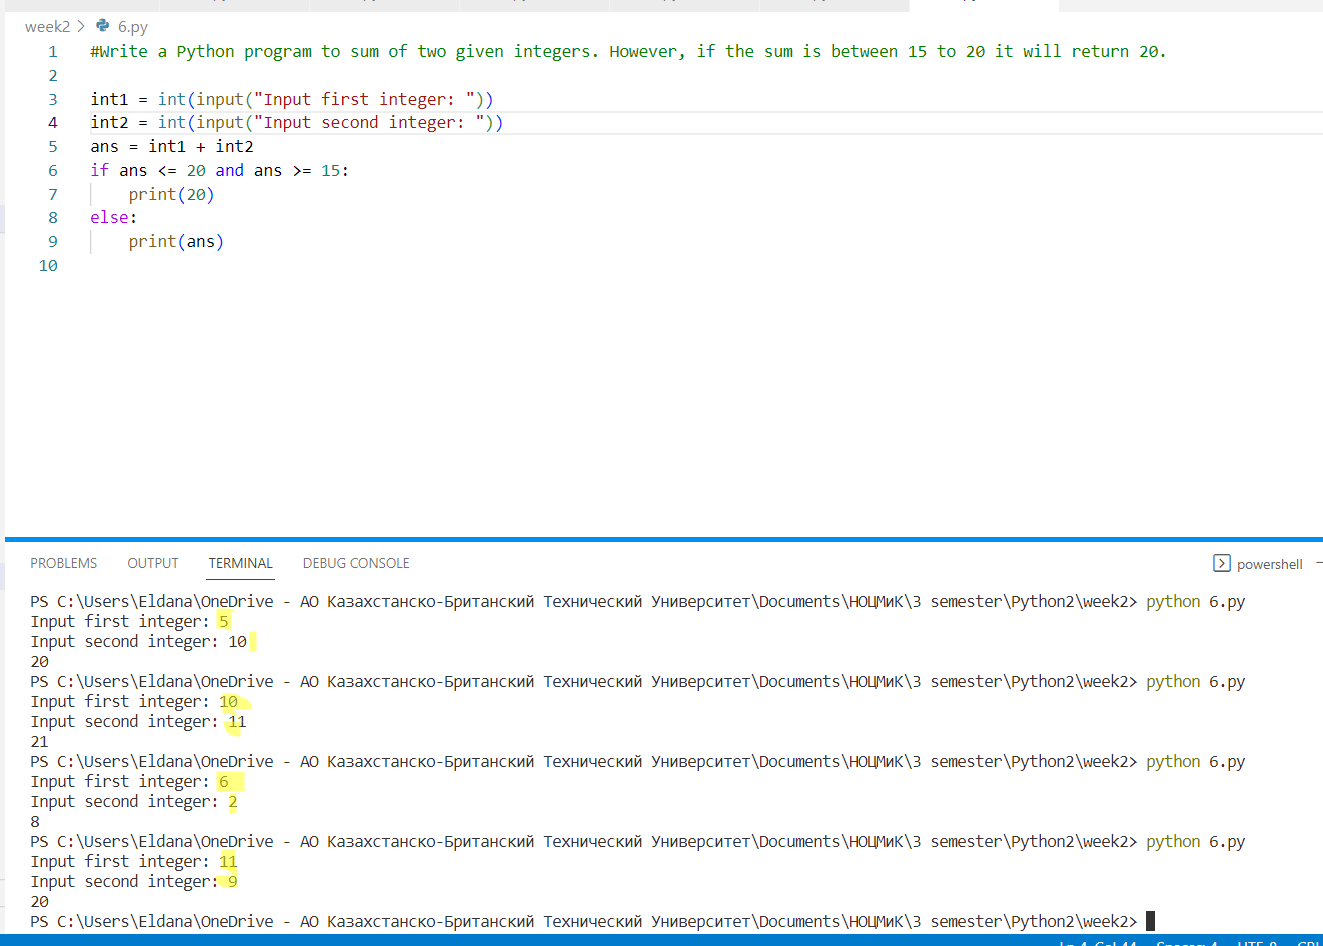 week2 > 6.py
1 #Write a Python program to sum of two given integers. However, if the sum is between 15 to 20 it will return 20.
2
3 int1 = int(input("Input first integer: "))
4 int2 = int(input("Input second integer: "))
5 ans = int1 + int2
6 if ans <= 20 and ans >= 15:
7     print(20)
8 else:
9     print(ans)
10
PROBLEMS OUTPUT TERMINAL DEBUG CONSOLE powershell
PS C:\Users\Eldana\OneDrive - АО Казахстанско-Британский Технический Университет\Documents\НОЦМиК\3 semester\Python2\week2> python 6.py
Input first integer: 5
Input second integer: 10
20
PS C:\Users\Eldana\OneDrive - АО Казахстанско-Британский Технический Университет\Documents\НОЦМиК\3 semester\Python2\week2> python 6.py
Input first integer: 10
Input second integer: 11
21
PS C:\Users\Eldana\OneDrive - АО Казахстанско-Британский Технический Университет\Documents\НОЦМиК\3 semester\Python2\week2> python 6.py
Input first integer: 6
Input second integer: 2
8
PS C:\Users\Eldana\OneDrive - АО Казахстанско-Британский Технический Университет\Documents\НОЦМиК\3 semester\Python2\week2> python 6.py
Input first integer: 11
Input second integer: 9
20
PS C:\Users\Eldana\OneDrive - АО Казахстанско-Британский Технический Университет\Documents\НОЦМиК\3 semester\Python2\week2>